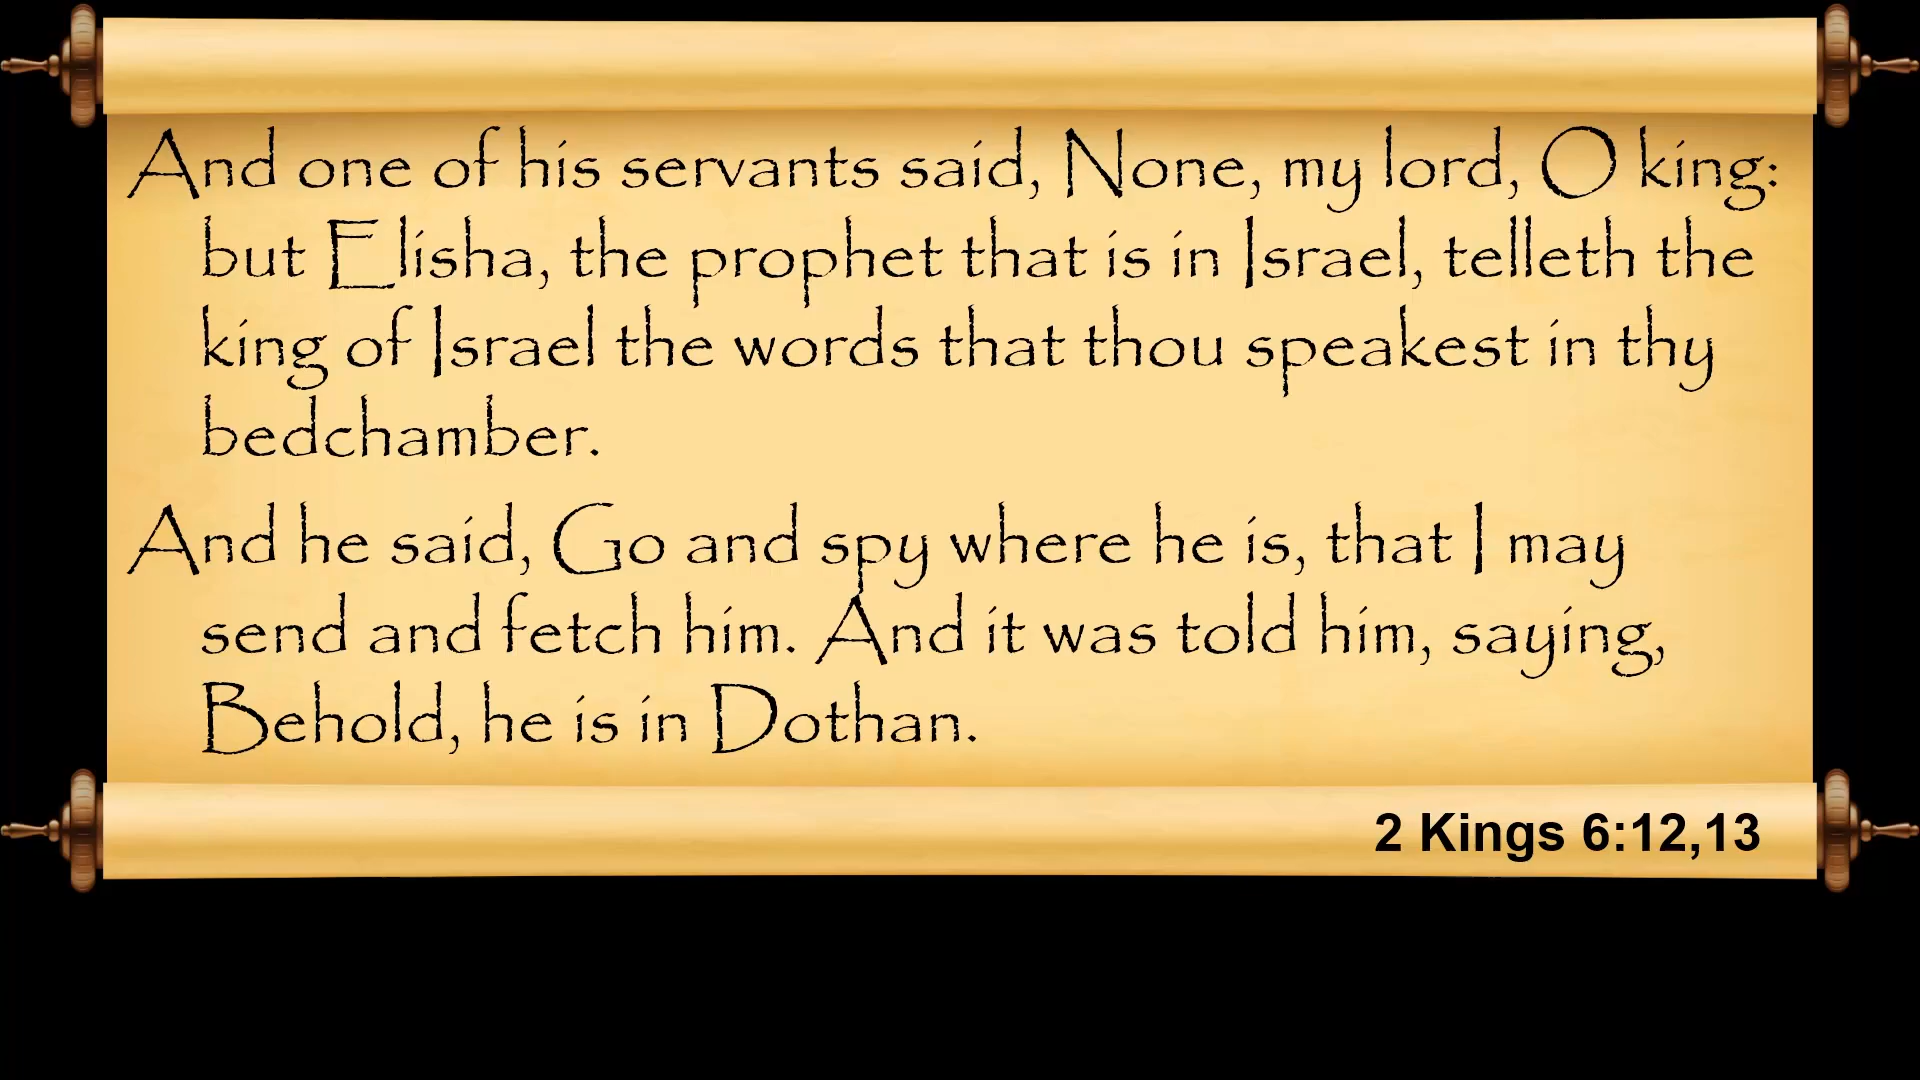 And one of his servants said, None, my lord, O king:
but Elisha, the prophet that is in Israel, telleth the
king of Israel the words that thou speakest in thy
bedchamber.
And he said, Go and spy where he is, that I may
send and fetch him. And it was told him, saying,
Behold, he is in Dothan.
2 Kings 6:12,13